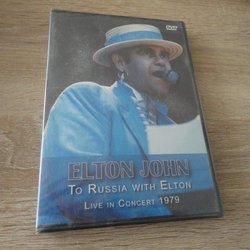 DVD
ELTON JOHN
TO RUSSIA WITH ELTON
LIVE IN CONCERT 1979